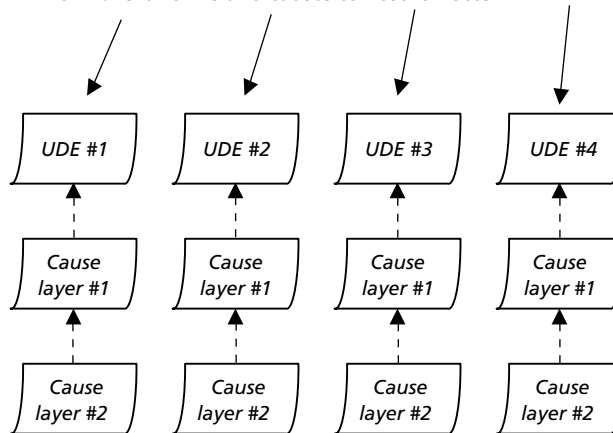 UDE #1 UDE #2 UDE #3 UDE #4
Cause Cause Cause Cause
layer #1 layer #1 layer #1 layer #1
Cause Cause Cause Cause
layer #2 layer #2 layer #2 layer #2